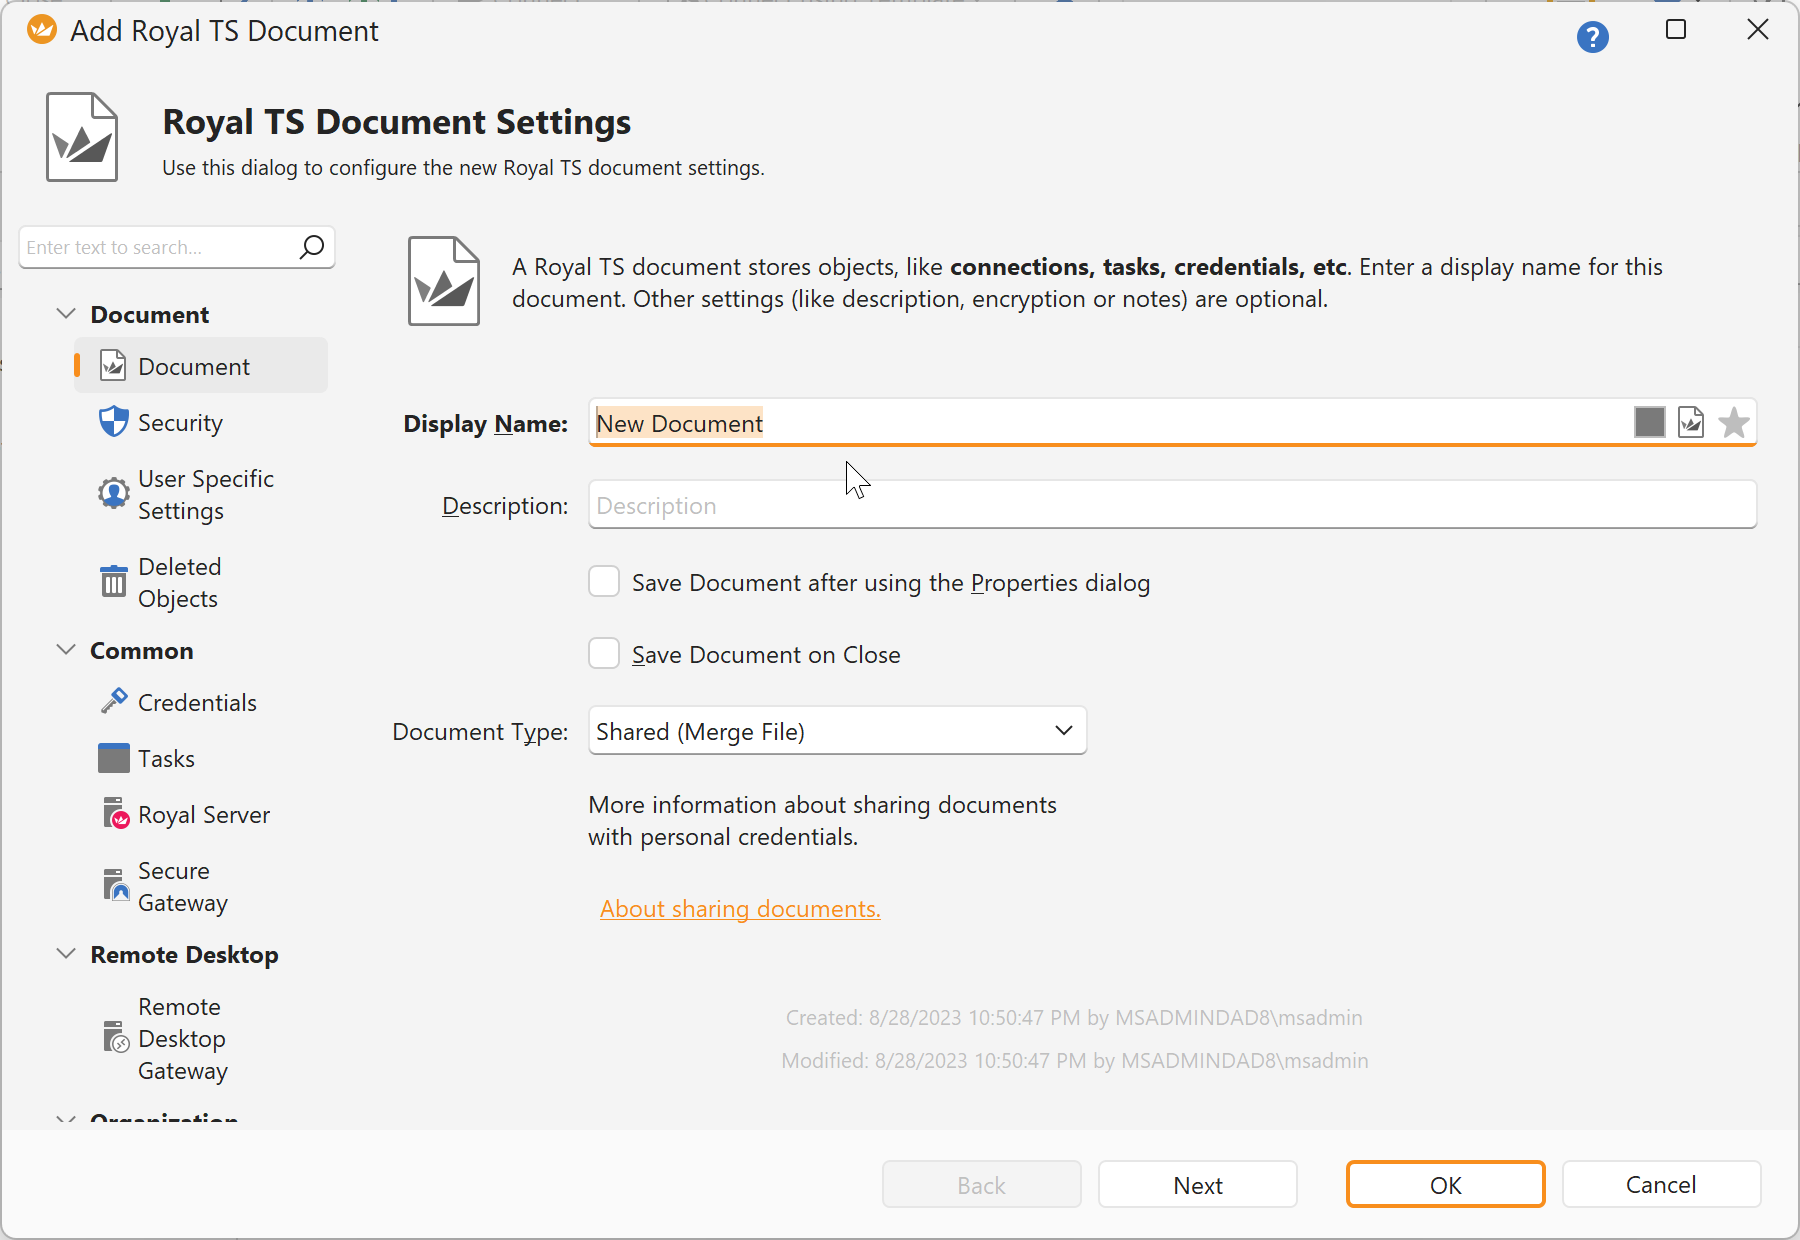 Add Royal TS Document
?
Royal TS Document Settings
Use this dialog to configure the new Royal TS document settings.
Enter text to search...
Document
Document
Security
User Specific
Settings
Deleted
Objects
Common
Credentials
Tasks
Royal Server
Secure
Gateway
Remote Desktop
Remote
Desktop
Gateway
Organization
A Royal TS document stores objects, like connections, tasks, credentials, etc. Enter a display name for this
document. Other settings (like description, encryption or notes) are optional.
Display Name: New Document
Description: Description
Save Document after using the Properties dialog
Save Document on Close
Document Type: Shared (Merge File)
More information about sharing documents
with personal credentials.
About sharing documents.
Created: 8/28/2023 10:50:47 PM by MSADMINDAD8\msadmin
Modified: 8/28/2023 10:50:47 PM by MSADMINDAD8\msadmin
Back Next OK Cancel